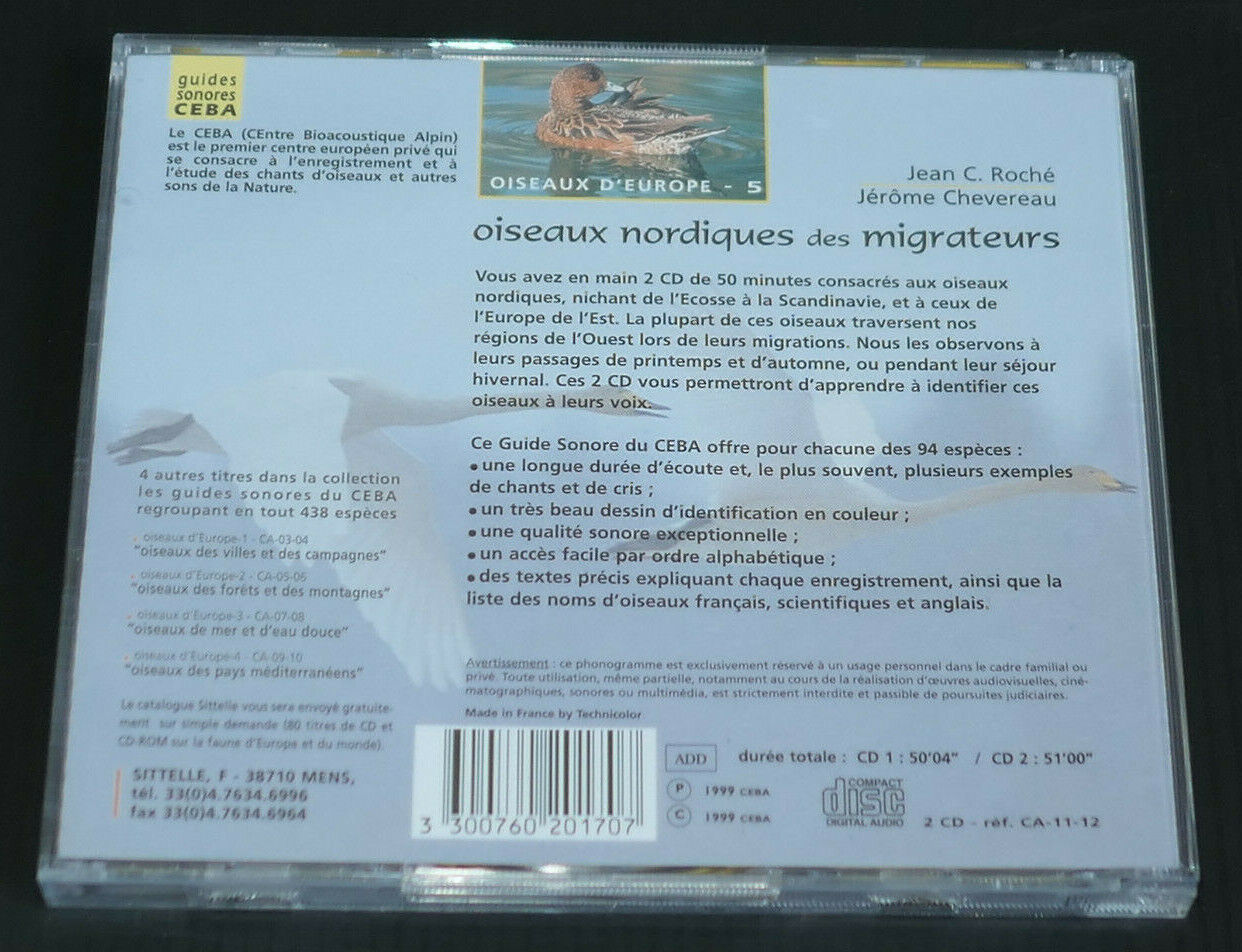 guides
sonores
CEBA
Le CEBA (CEntre Bioacoustique Alpin)
est le premier centre européen privé qui
se consacre à l'enregistrement et à
l'étude des chants d'oiseaux et autres
sons de la Nature.
OISEAUX D'EUROPE - 5
Jean C. Roché
Jérôme Chevereau
oiseaux nordiques des migrateurs
Vous avez en main 2 CD de 50 minutes consacrés aux oiseaux
nordiques, nichant de l'Ecosse à la Scandinavie, et à ceux de
l'Europe de l'Est. La plupart de ces oiseaux traversent nos
régions de l'Ouest lors de leurs migrations. Nous les observons à
leurs passages de printemps et d'automne, ou pendant leur séjour
hivernal. Ces 2 CD vous permettront d'apprendre à identifier ces
oiseaux à leurs voix.
Ce Guide Sonore du CEBA offre pour chacune des 94 espèces :
• une longue durée d'écoute et, le plus souvent, plusieurs exemples
de chants et de cris ;
• un très beau dessin d'identification en couleur ;
• une qualité sonore exceptionnelle ;
• un accès facile par ordre alphabétique ;
• des textes précis expliquant chaque enregistrement, ainsi que la
liste des noms d'oiseaux français, scientifiques et anglais.
4 autres titres dans la collection
les guides sonores du CEBA
regroupant en tout 438 espèces
. oiseaux d'Europe-1 - CA-03-04
"oiseaux des villes et des campagnes"
. oiseaux d'Europe-2 - CA-05-06
"oiseaux des forêts et des montagnes"
. oiseaux d'Europe-3 - CA-07-08
"oiseaux de mer et d'eau douce"
. oiseaux d'Europe-4 - CA-09-10
"oiseaux des pays méditerranéens"
Le catalogue Sittelle vous sera envoyé gratuite-
ment sur simple demande (80 titres de CD et
CD-ROM sur la faune d'Europe et du monde).
SITTELLE, F - 38710 MENS,
tél. 33(0)4.7634.6996
fax 33(0)4.7634.6964
Avertissement : ce phonogramme est exclusivement réservé à un usage personnel dans le cadre familial ou
privé. Toute utilisation, même partielle, notamment au cours de la réalisation d'œuvres audiovisuelles, ciné-
matographiques, sonores ou multimédia, est strictement interdite et passible de poursuites judiciaires.
Made in France by Technicolor
3 300760 201707
ADD
durée totale : CD 1 : 50'04" / CD 2 : 51'00"
P 1999 CEBA
C 1999 CEBA
COMPACT
disc
DIGITAL AUDIO
2 CD - réf. CA-11-12